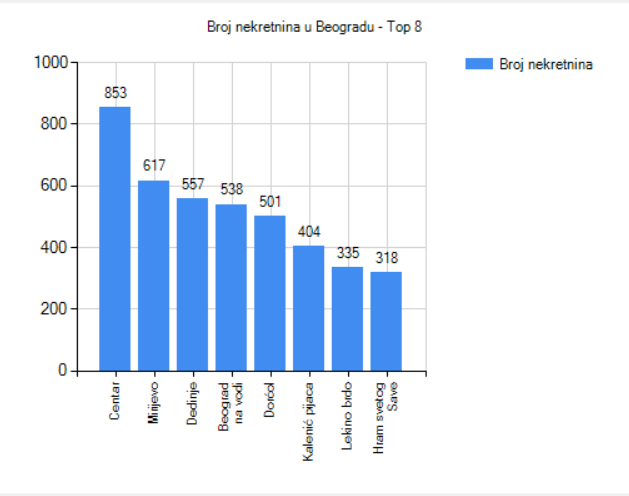 Broj nekretnina u Beogradu - Top 8
Broj nekretnina
1000
800
600
400
200
0
853
617
557
538
501
404
335
318
Centar
Mirijevo
Dedinje
Beograd
na vodi
Dorćol
Kalenić pijaca
Lekino brdo
Hram svetog
Save